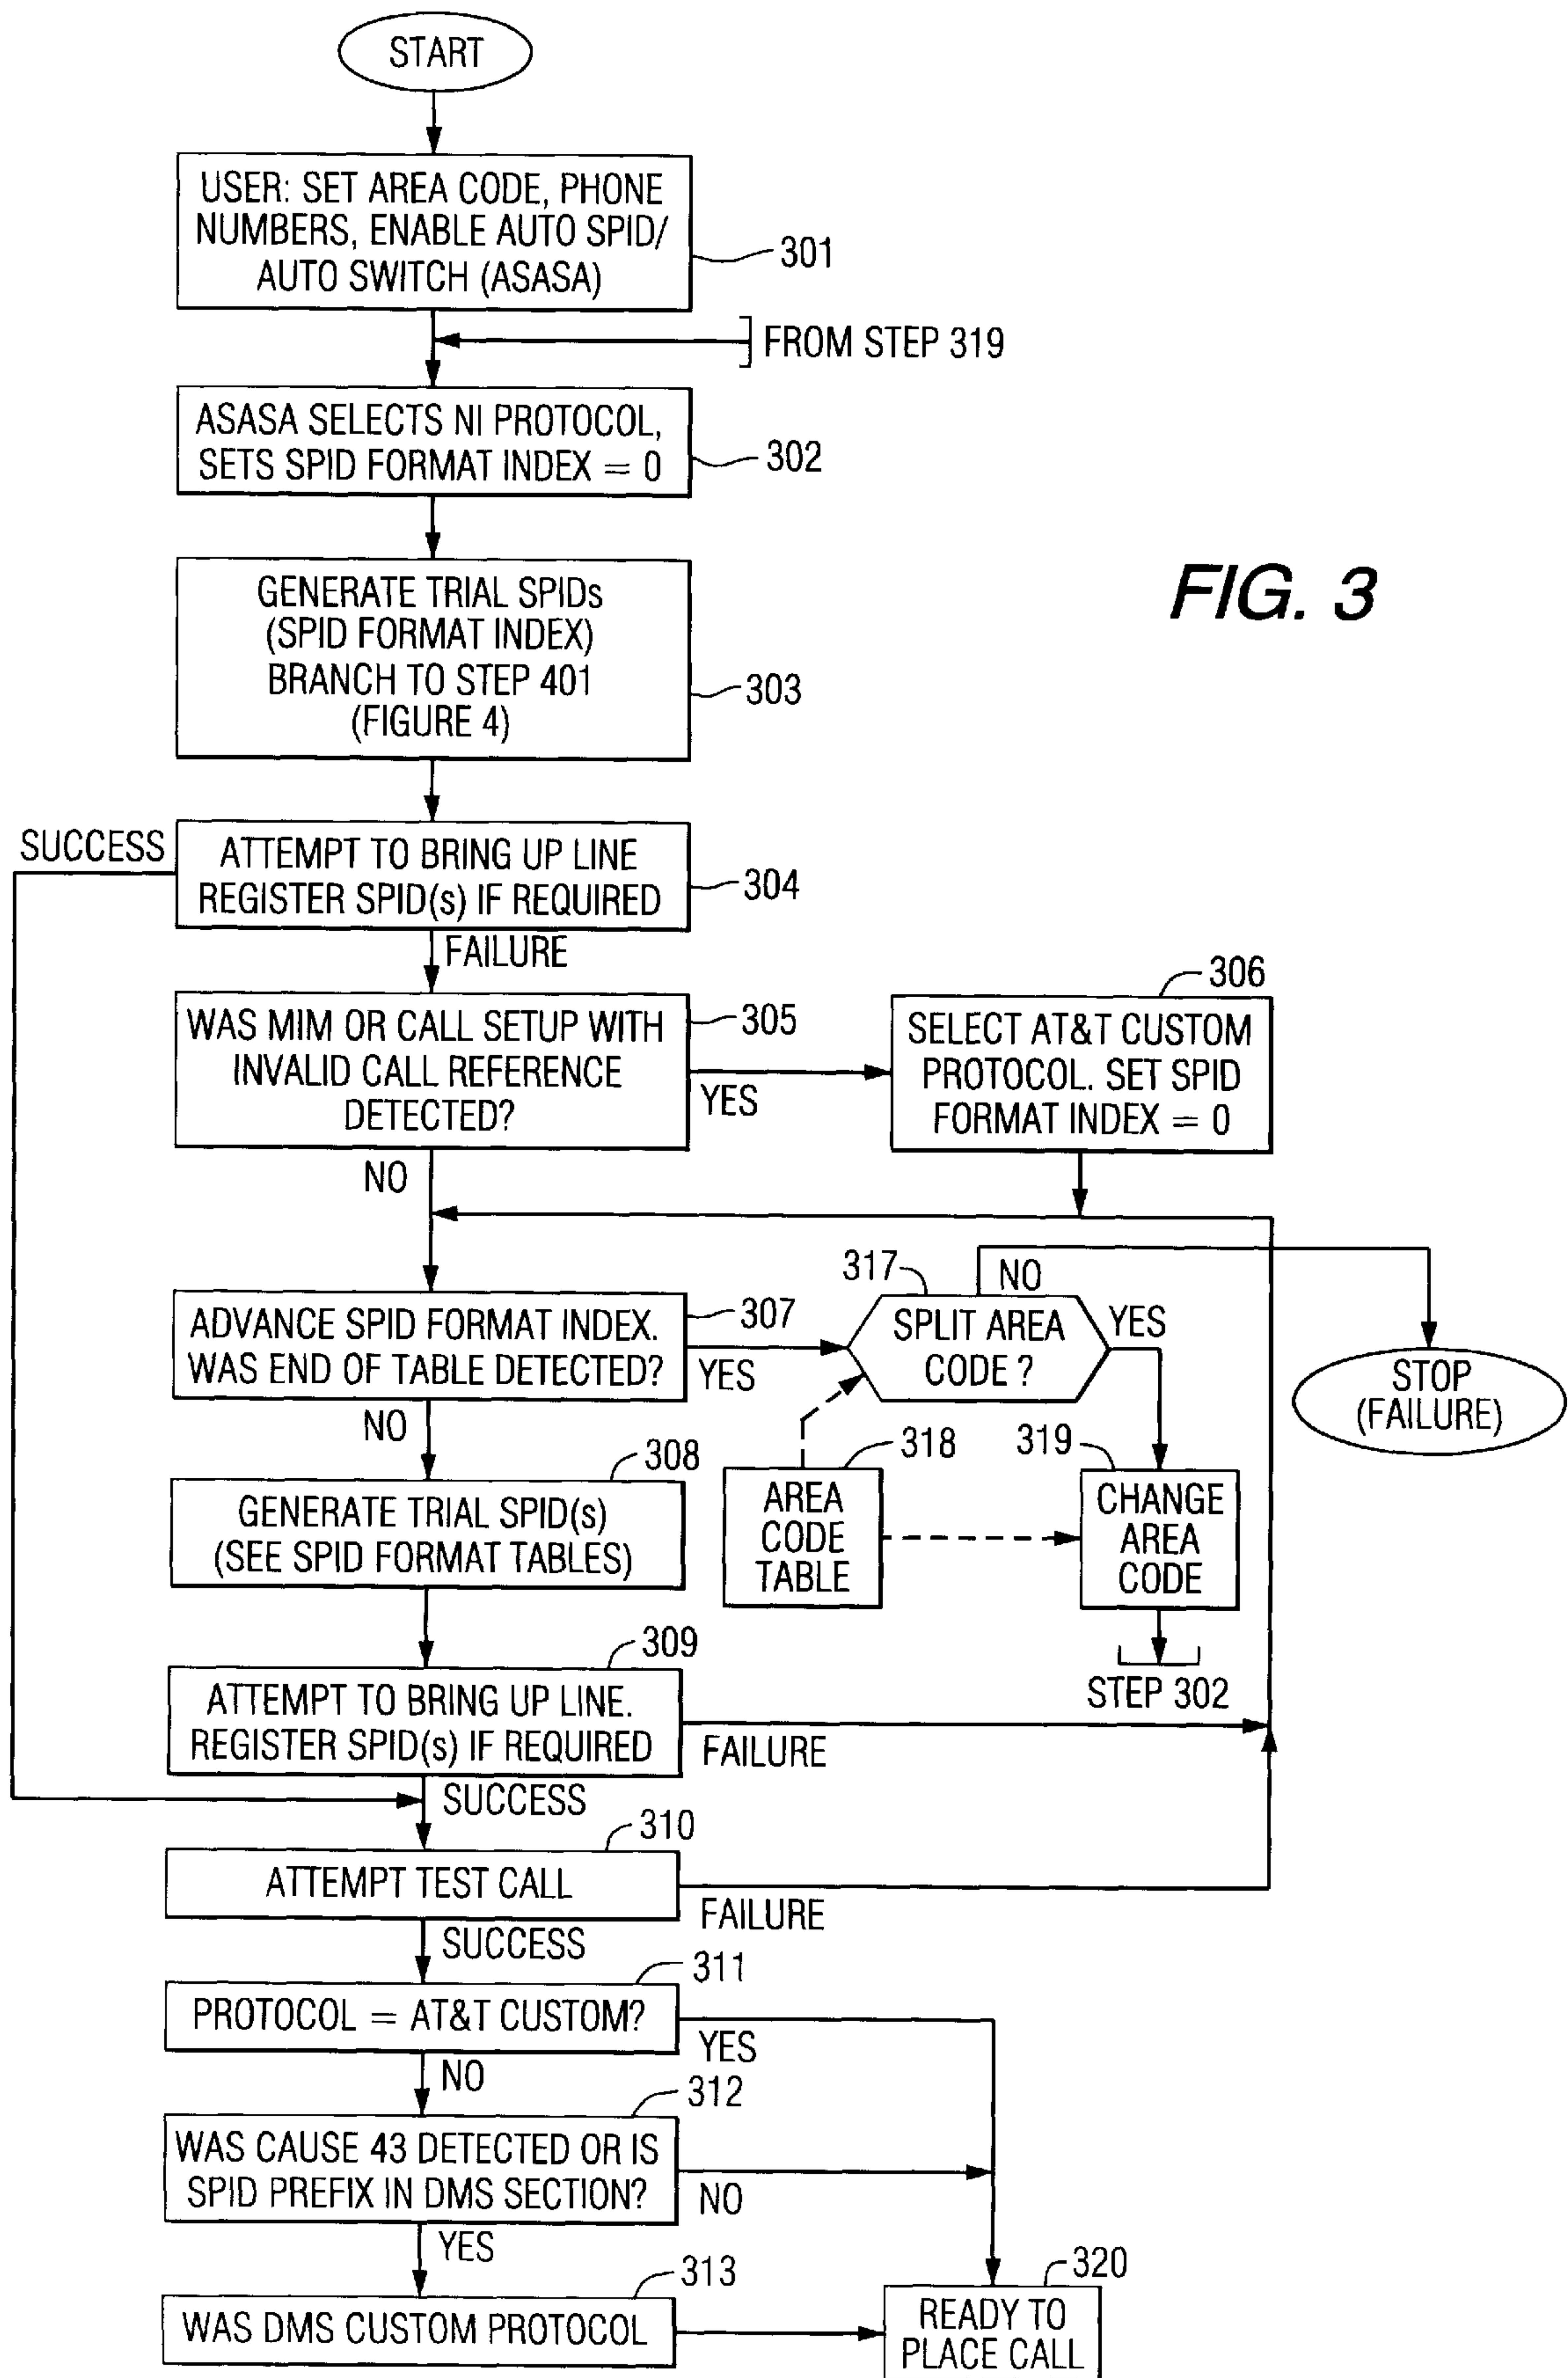 START
USER: SET AREA CODE, PHONE
NUMBERS, ENABLE AUTO SPID/
AUTO SWITCH (ASASA)
301
FROM STEP 319
ASASA SELECTS NI PROTOCOL,
SETS SPID FORMAT INDEX = 0
302
FIG. 3
GENERATE TRIAL SPIDs
(SPID FORMAT INDEX)
BRANCH TO STEP 401
(FIGURE 4)
303
SUCCESS
ATTEMPT TO BRING UP LINE
REGISTER SPID(s) IF REQUIRED
304
FAILURE
WAS MIM OR CALL SETUP WITH
INVALID CALL REFERENCE
DETECTED?
305
YES
306
SELECT AT&T CUSTOM
PROTOCOL. SET SPID
FORMAT INDEX = 0
NO
ADVANCE SPID FORMAT INDEX.
WAS END OF TABLE DETECTED?
307
YES
317
SPLIT AREA
CODE ?
NO
YES
STOP
(FAILURE)
NO
308
GENERATE TRIAL SPID(s)
(SEE SPID FORMAT TABLES)
318
AREA
CODE
TABLE
319
CHANGE
AREA
CODE
STEP 302
309
ATTEMPT TO BRING UP LINE.
REGISTER SPID(s) IF REQUIRED
FAILURE
SUCCESS
310
ATTEMPT TEST CALL
FAILURE
SUCCESS
311
PROTOCOL = AT&T CUSTOM?
YES
NO
312
WAS CAUSE 43 DETECTED OR IS
SPID PREFIX IN DMS SECTION?
NO
YES
313
WAS DMS CUSTOM PROTOCOL
320
READY TO
PLACE CALL